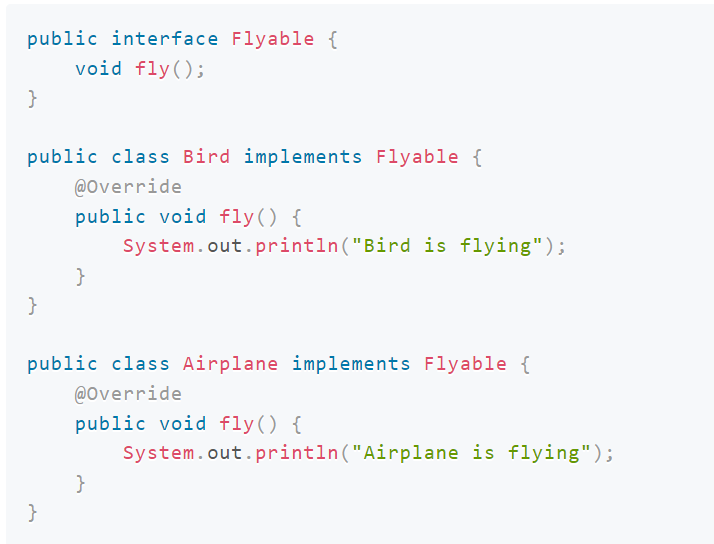 public interface Flyable {
    void fly();
}

public class Bird implements Flyable {
    @Override
    public void fly() {
        System.out.println("Bird is flying");
    }
}

public class Airplane implements Flyable {
    @Override
    public void fly() {
        System.out.println("Airplane is flying");
    }
}